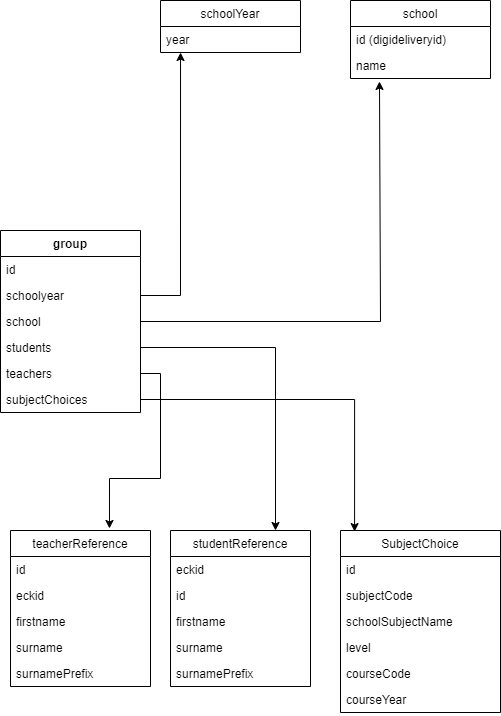 schoolYear
year
school
id (digideliveryid)
name
group
id
schoolyear
school
students
teachers
subjectChoices
teacherReference
id
eckid
firstname
surname
surnamePrefix
studentReference
eckid
id
firstname
surname
surnamePrefix
SubjectChoice
id
subjectCode
schoolSubjectName
level
courseCode
courseYear